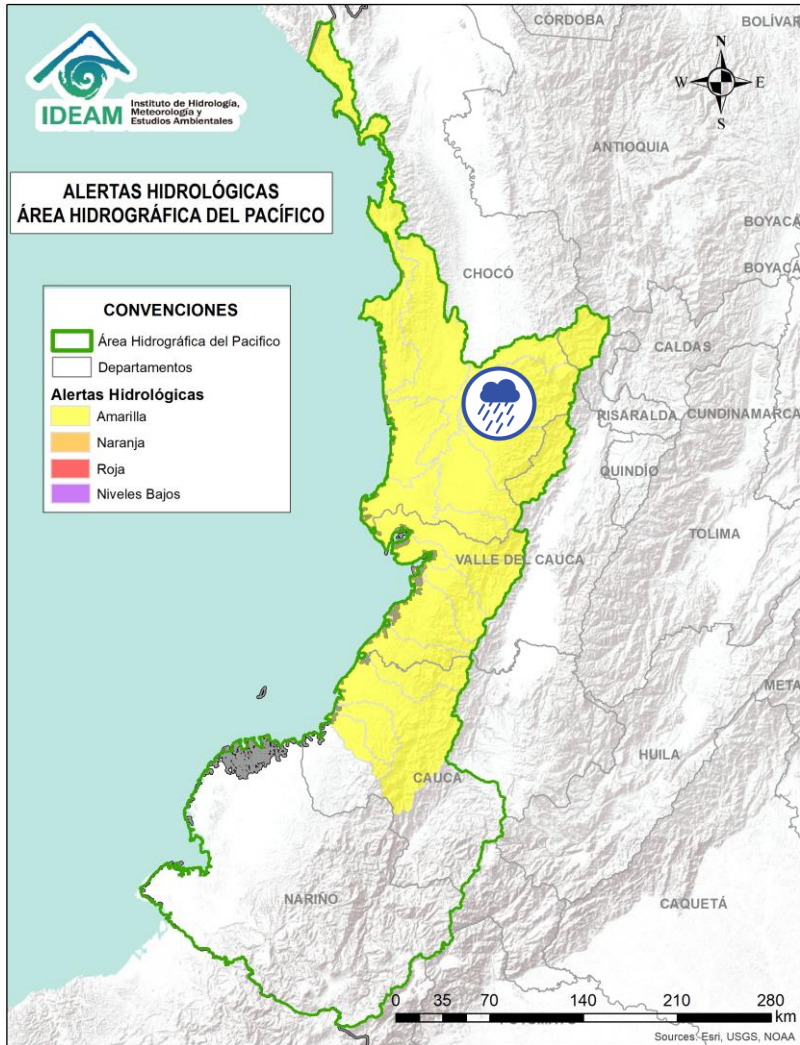 CÓRDOBA
BOLÍVAR
N
W
E
S
IDEAM
Instituto de Hidrología,
Meteorología y
Estudios Ambientales
ANTIOQUIA
ALERTAS HIDROLÓGICAS
ÁREA HIDROGRÁFICA DEL PACÍFICO
BOYACÁ
BOYACÁ
CHOCÓ
CONVENCIONES
Área Hidrográfica del Pacifico
Departamentos
Alertas Hidrológicas
Amarilla
Naranja
Roja
Niveles Bajos
CALDAS
RISARALDA
CUNDINAMARCA
QUINDÍO
TOLIMA
VALLE DEL CAUCA
META
HUILA
CAUCA
NARIÑO
CAQUETÁ
0 35 70 140 210 280
km
Sources: Esri, USGS, NOAA